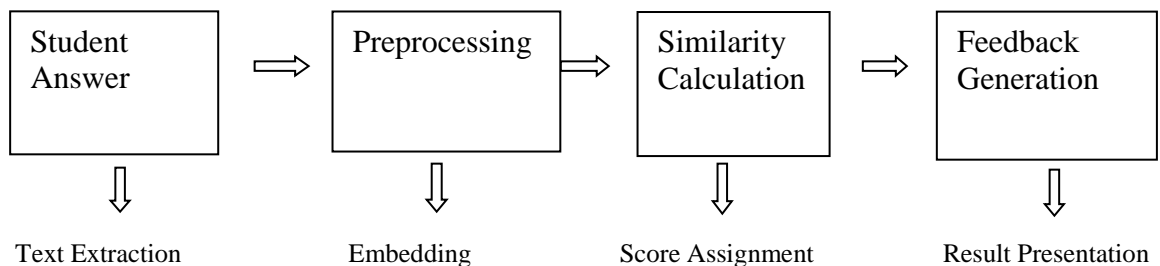 Student
Answer
Preprocessing
Similarity
Calculation
Feedback
Generation
Text Extraction
Embedding
Score Assignment
Result Presentation